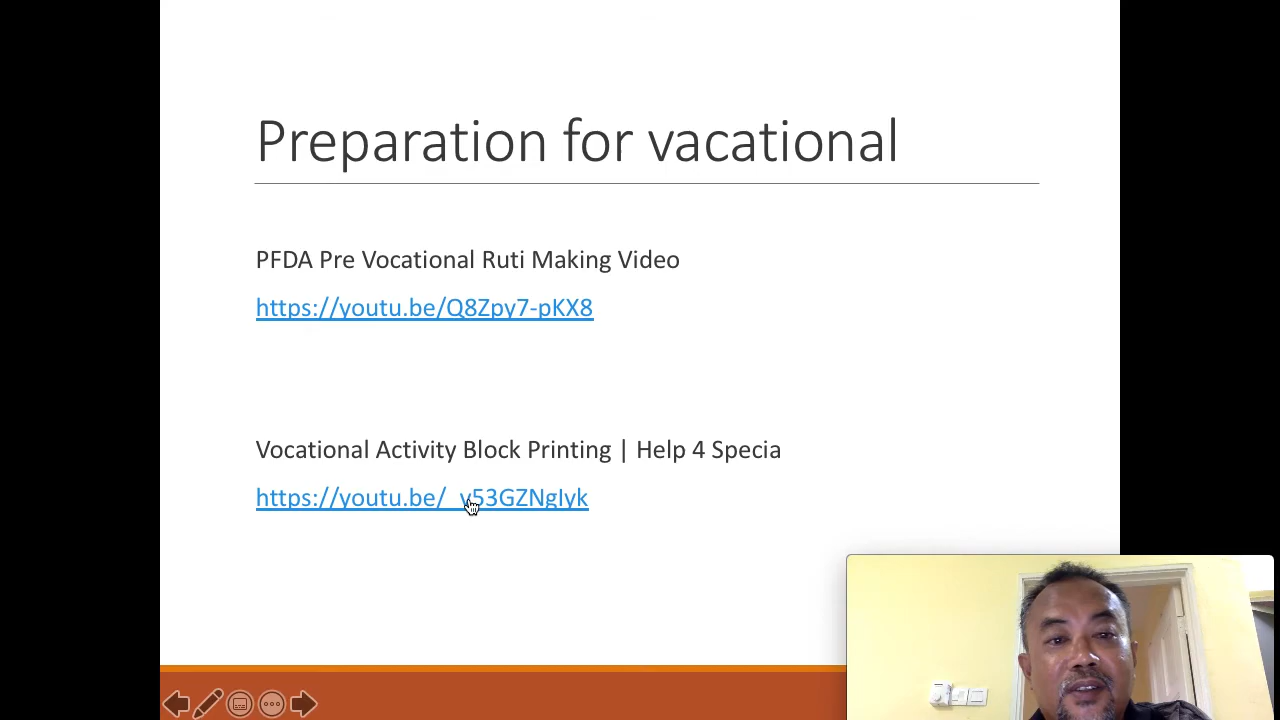 Preparation for vacational
PFDA Pre Vocational Ruti Making Video
https://youtu.be/Q8Zpy7-pKX8
Vocational Activity Block Printing | Help 4 Specia
https://youtu.be/_v53GZNgIyk